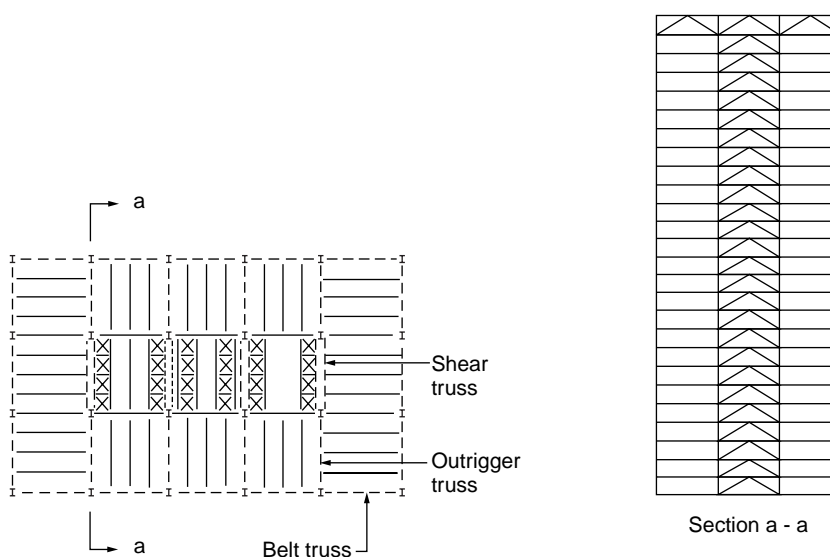 a
Shear
truss
Outrigger
truss
a
Belt truss
Section a - a